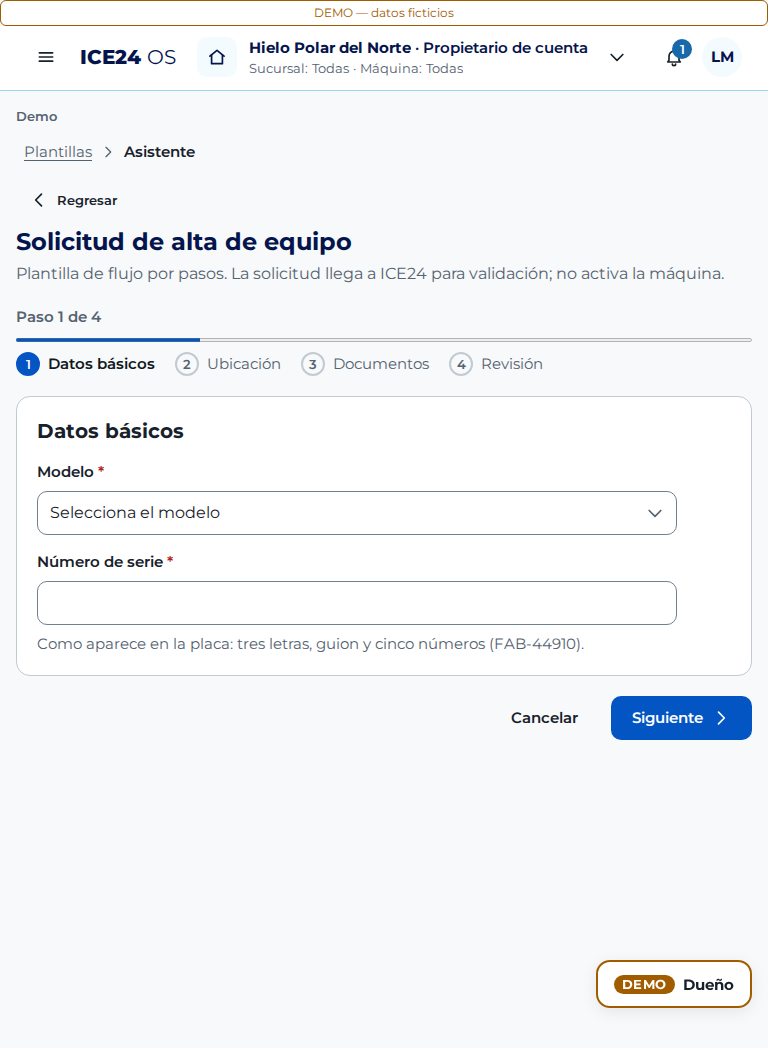 DEMO — datos ficticios
ICE24 OS
Hielo Polar del Norte · Propietario de cuenta
Sucursal: Todas · Máquina: Todas
1
LM
Demo
Plantillas > Asistente
Regresar
Solicitud de alta de equipo
Plantilla de flujo por pasos. La solicitud llega a ICE24 para validación; no activa la máquina.
Paso 1 de 4
1 Datos básicos 2 Ubicación 3 Documentos 4 Revisión
Datos básicos
Modelo *
Selecciona el modelo
Número de serie *
Como aparece en la placa: tres letras, guion y cinco números (FAB-44910).
Cancelar Siguiente
DEMO Dueño